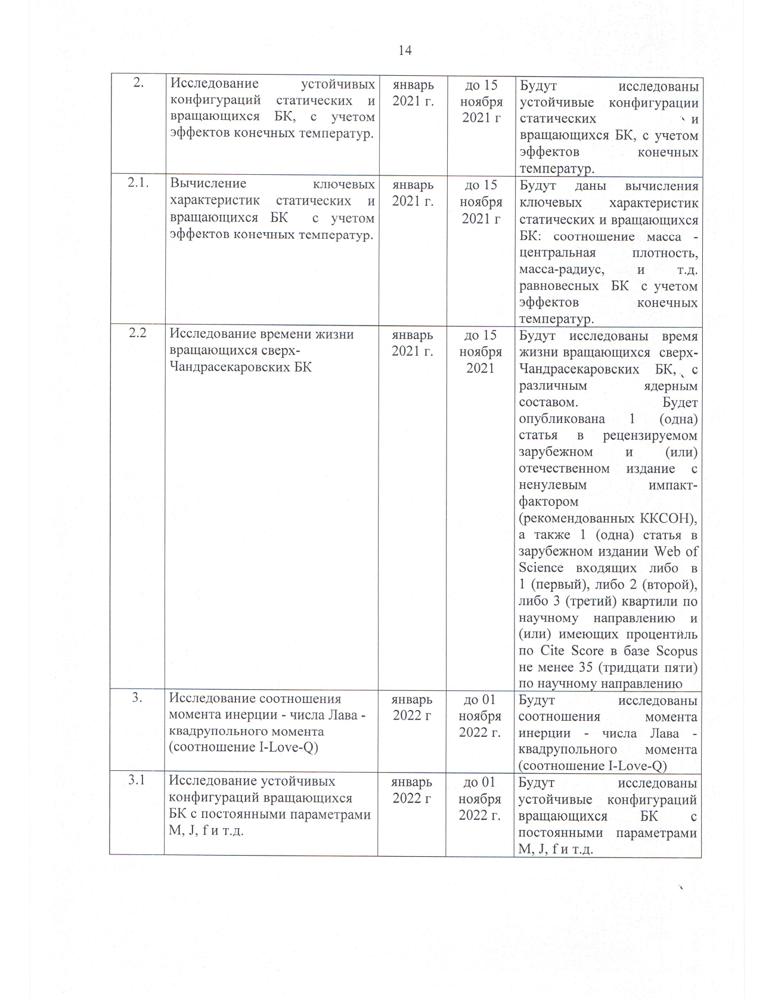 14
2.
Исследование устойчивых
конфигураций статических и
вращающихся БК, с учетом
эффектов конечных температур.
январь
2021 г.
до 15
ноября
2021 г
Будут исследованы
устойчивые конфигурации
статических и
вращающихся БК, с учетом
эффектов конечных
температур.
2.1.
Вычисление ключевых
характеристик статических и
вращающихся БК с учетом
эффектов конечных температур.
январь
2021 г.
до 15
ноября
2021 г
Будут даны вычисления
ключевых характеристик
статических и вращающихся
БК: соотношение масса -
центральная плотность,
масса-радиус, и т.д.
равновесных БК с учетом
эффектов конечных
температур.
2.2
Исследование времени жизни
вращающихся сверх-
Чандрасекаровских БК
январь
2021 г.
до 15
ноября
2021
Будут исследованы время
жизни вращающихся сверх-
Чандрасекаровских БК, с
различным ядерным
составом. Будет
опубликована 1 (одна)
статья в рецензируемом
зарубежном и (или)
отечественном издание с
ненулевым импакт-
фактором
(рекомендованных ККСОН),
а также 1 (одна) статья в
зарубежном издании Web of
Science входящих либо в
1 (первый), либо 2 (второй),
либо 3 (третий) квартили по
научному направлению и
(или) имеющих процентиль
по Cite Score в базе Scopus
не менее 35 (тридцати пяти)
по научному направлению
3.
Исследование соотношения
момента инерции - числа Лава -
квадрупольного момента
(соотношение I-Love-Q)
январь
2022 г
до 01
ноября
2022 г.
Будут исследованы
соотношения момента
инерции - числа Лава -
квадрупольного момента
(соотношение I-Love-Q)
3.1
Исследование устойчивых
конфигураций вращающихся
БК с постоянными параметрами
M, J, f и т.д.
январь
2022 г
до 01
ноября
2022 г.
Будут исследованы
устойчивые конфигураций
вращающихся БК с
постоянными параметрами
M, J, f и т.д.